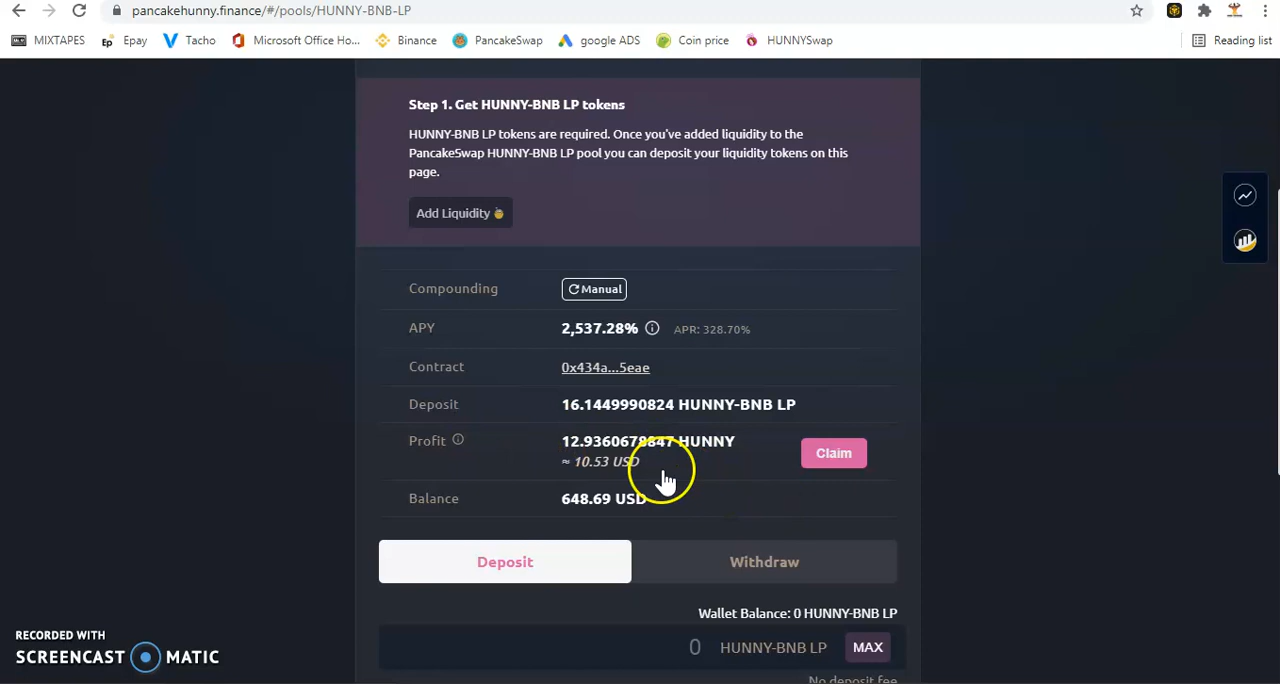 pancakehunny.finance/#/pools/HUNNY-BNB-LP
MIXTAPES Ep Epay Tacho Microsoft Office Ho... Binance PancakeSwap google ADS Coin price HUNNYSwap Reading list
Step 1. Get HUNNY-BNB LP tokens
HUNNY-BNB LP tokens are required. Once you've added liquidity to the
PancakeSwap HUNNY-BNB LP pool you can deposit your liquidity tokens on this
page.
Add Liquidity
Compounding Manual
APY 2,537.28% APR: 328.70%
Contract 0x434a...5eae
Deposit 16.1449990824 HUNNY-BNB LP
Profit 12.9360678847 HUNNY
≈ 10.53 USD
Claim
Balance 648.69 USD
Deposit Withdraw
Wallet Balance: 0 HUNNY-BNB LP
0 HUNNY-BNB LP MAX
No deposit fee
RECORDED WITH
SCREENCAST MATIC